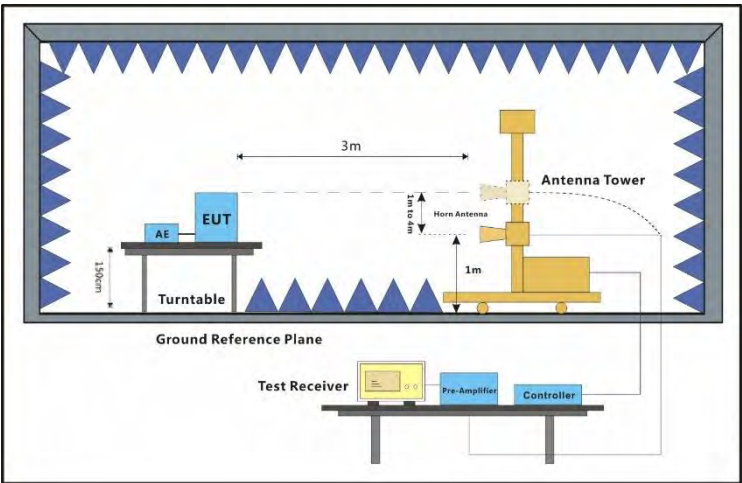 3m
Antenna Tower
1m to 4m
Horn Antenna
EUT
AE
1m
150cm
Turntable
Ground Reference Plane
Test Receiver
Pre-Amplifier
Controller